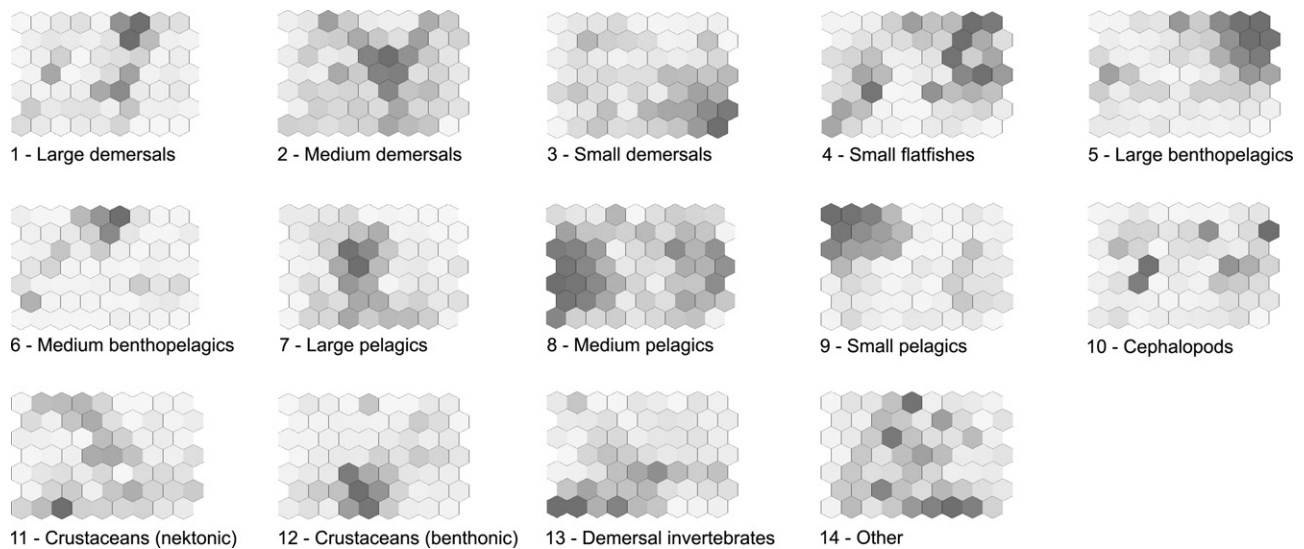 1 - Large demersals
2 - Medium demersals
3 - Small demersals
4 - Small flatfishes
5 - Large benthopelagics
6 - Medium benthopelagics
7 - Large pelagics
8 - Medium pelagics
9 - Small pelagics
10 - Cephalopods
11 - Crustaceans (nektonic)
12 - Crustaceans (benthonic)
13 - Demersal invertebrates
14 - Other